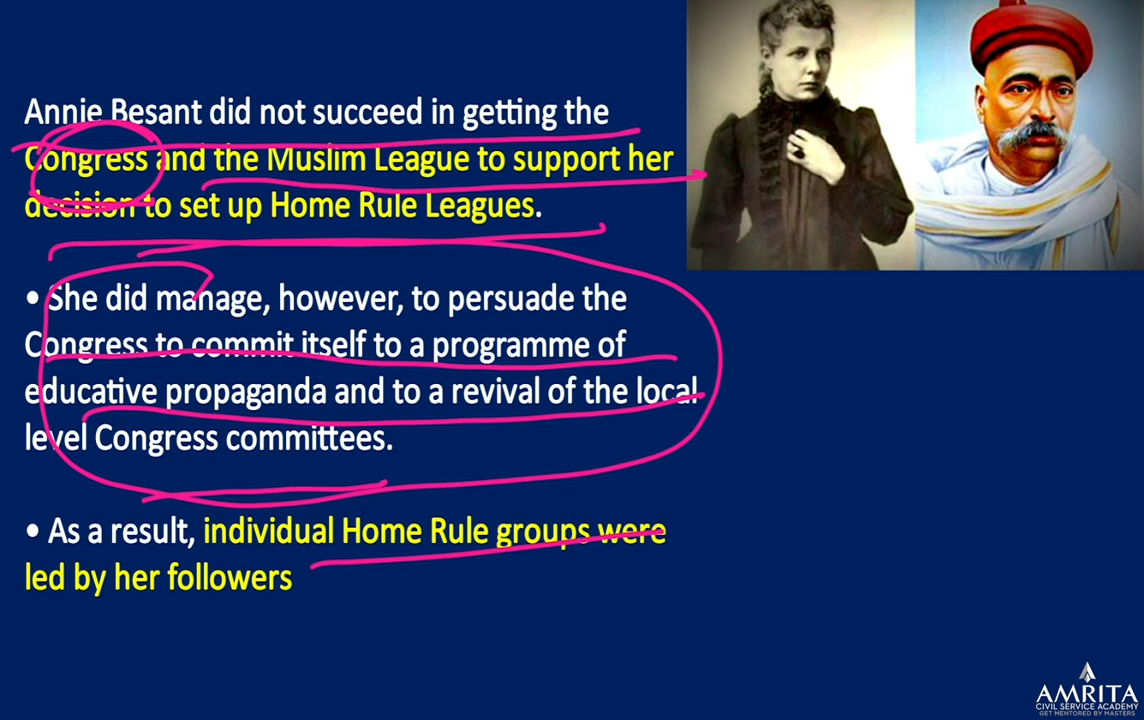 Annie Besant did not succeed in getting the
Congress and the Muslim League to support her
decision to set up Home Rule Leagues.
• She did manage, however, to persuade the
Congress to commit itself to a programme of
educative propaganda and to a revival of the local
level Congress committees.
• As a result, individual Home Rule groups were
led by her followers
AMRITA
CIVIL SERVICE ACADEMY
GET MENTORED BY MASTERS